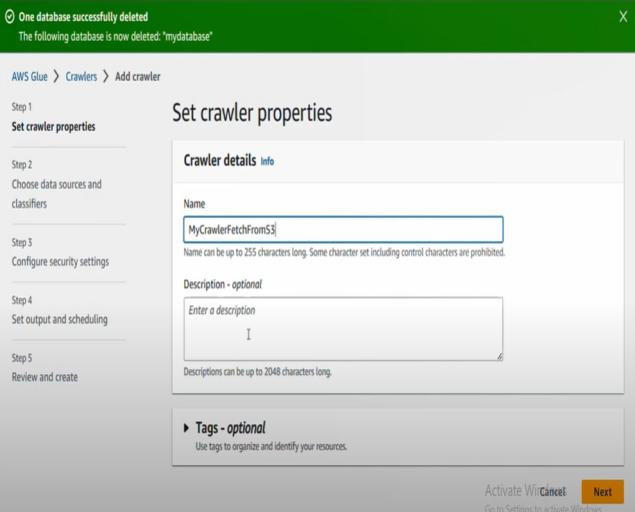 One database successfully deleted
The following database is now deleted: "mydatabase"
AWS Glue > Crawlers > Add crawler
Step 1
Set crawler properties
Step 2
Choose data sources and
classifiers
Step 3
Configure security settings
Step 4
Set output and scheduling
Step 5
Review and create
Set crawler properties
Crawler details Info
Name
MyCrawlerFetchFromS3
Name can be up to 255 characters long. Some character set including control characters are prohibited.
Description - optional
Enter a description
Descriptions can be up to 2048 characters long.
Tags - optional
Use tags to organize and identify your resources.
Activate Windows
Cancel
Next
Go to Settings to activate Windows.